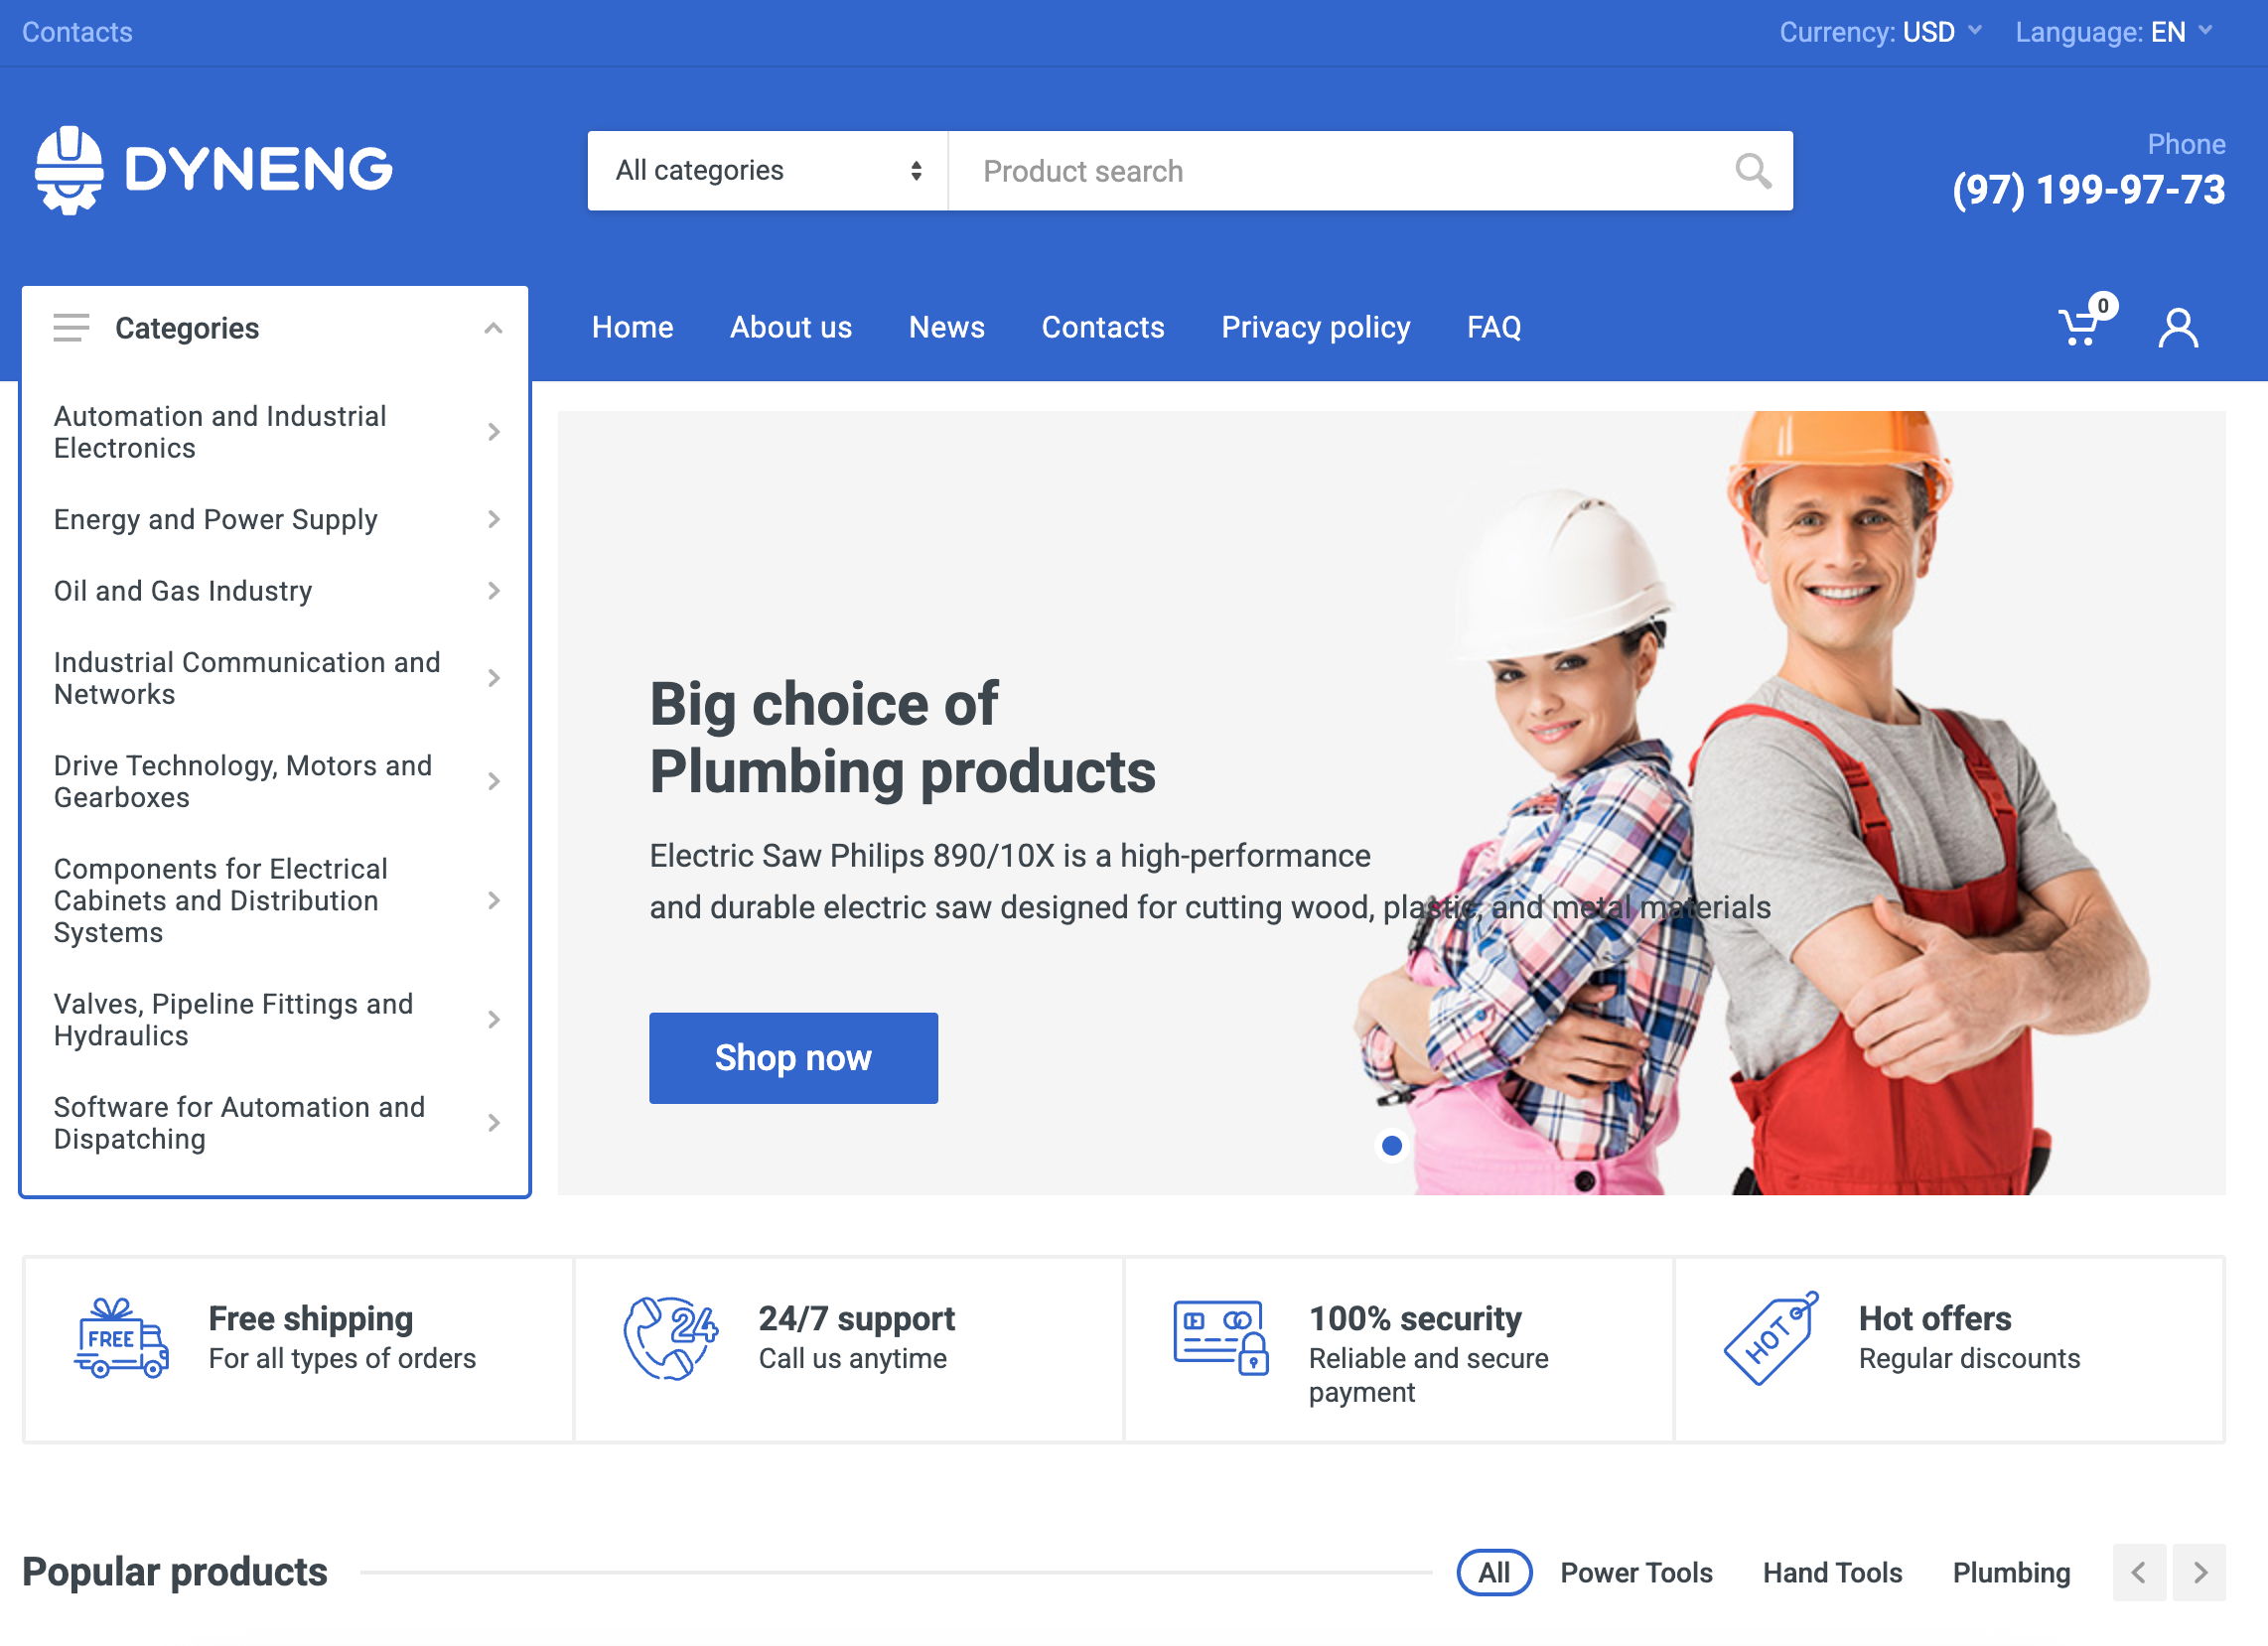 Contacts
Currency: USD
Language: EN
DYNENG
All categories
Product search
Phone
(97) 199-97-73
Categories
0
Home
About us
News
Contacts
Privacy policy
FAQ
Automation and Industrial
Electronics
Energy and Power Supply
Oil and Gas Industry
Industrial Communication and
Networks
Drive Technology, Motors and
Gearboxes
Components for Electrical
Cabinets and Distribution
Systems
Valves, Pipeline Fittings and
Hydraulics
Software for Automation and
Dispatching
Big choice of
Plumbing products
Electric Saw Philips 890/10X is a high-performance
and durable electric saw designed for cutting wood, plastic, and metal materials
Shop now
FREE
Free shipping
For all types of orders
24
24/7 support
Call us anytime
100% security
Reliable and secure
payment
HOT
Hot offers
Regular discounts
Popular products
All
Power Tools
Hand Tools
Plumbing